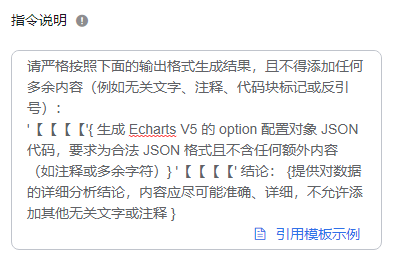 指令说明
请严格按照下面的输出格式生成结果，且不得添加任何
多余内容（例如无关文字、注释、代码块标记或反引
号）：
'【【【【'{ 生成 Echarts V5 的 option 配置对象 JSON
代码，要求为合法 JSON 格式且不含任何额外内容
（如注释或多余字符）} '【【【【' 结论： {提供对数据
的详细分析结论，内容应尽可能准确、详细，不允许添
加其他无关文字或注释 }
引用模板示例